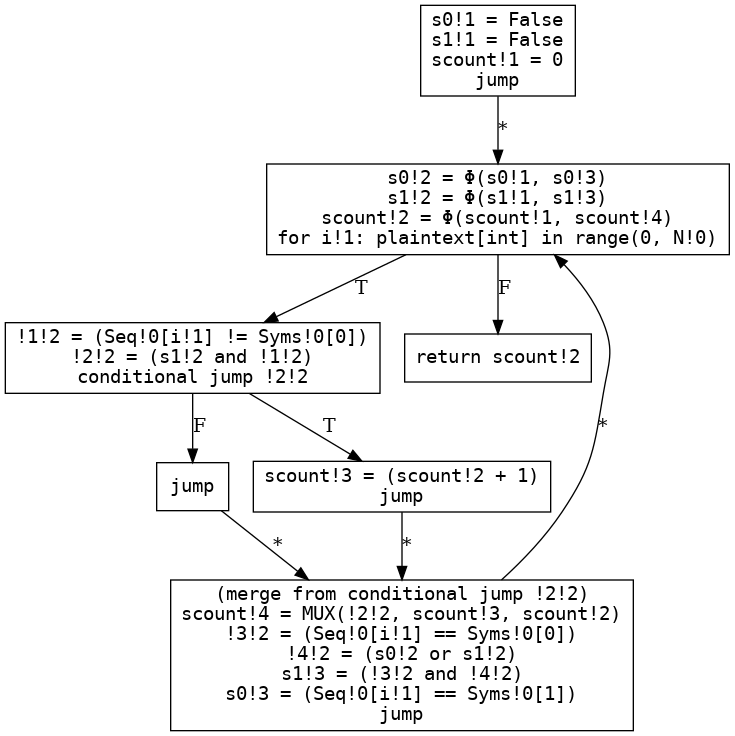 s0!1 = False
s1!1 = False
scount!1 = 0
jump
*
s0!2 = Φ(s0!1, s0!3)
s1!2 = Φ(s1!1, s1!3)
scount!2 = Φ(scount!1, scount!4)
for i!1: plaintext[int] in range(0, N!0)
T
F
!1!2 = (Seq!0[i!1] != Syms!0[0])
!2!2 = (s1!2 and !1!2)
conditional jump !2!2
return scount!2
F
T
*
jump
scount!3 = (scount!2 + 1)
jump
*
*
(merge from conditional jump !2!2)
scount!4 = MUX(!2!2, scount!3, scount!2)
!3!2 = (Seq!0[i!1] == Syms!0[0])
!4!2 = (s0!2 or s1!2)
s1!3 = (!3!2 and !4!2)
s0!3 = (Seq!0[i!1] == Syms!0[1])
jump